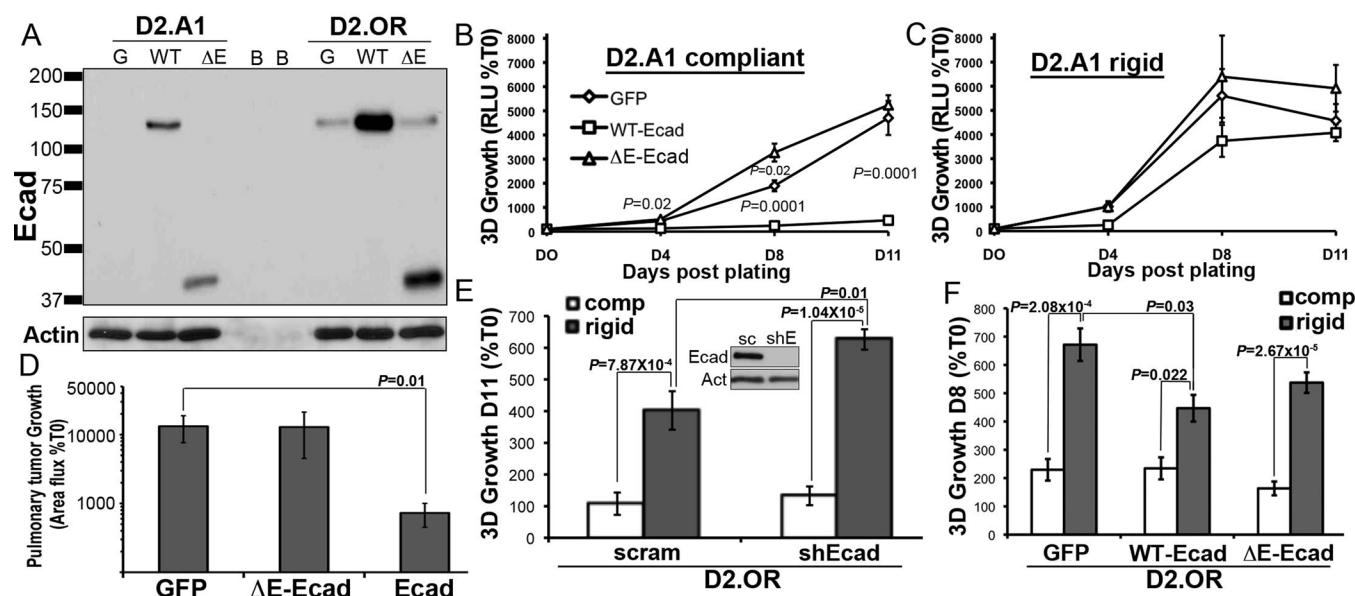 A
D2.A1
D2.OR
G WT ΔE B B G WT ΔE
200
150
100
75
50
37
Ecad
Actin
B
D2.A1 compliant
3D Growth (RLU %T0)
8000
7000
6000
5000
4000
3000
2000
1000
0
GFP
WT-Ecad
ΔE-Ecad
P=0.02
P=0.02
P=0.0001
P=0.0001
DO D4 D8 D11
Days post plating
C
D2.A1 rigid
3D Growth (RLU %T0)
8000
7000
6000
5000
4000
3000
2000
1000
0
DO D4 D8 D11
Days post plating
D
Pulmonary tumor Growth
(Area flux %T0)
50000
10000
1000
P=0.01
GFP ΔE-Ecad Ecad
E
comp
rigid
3D Growth D11 (%T0)
700
600
500
400
300
200
100
0
P=7.87X10-4
P=0.01
P=1.04X10-5
sc shE
Ecad
Act
scram shEcad
D2.OR
F
comp
rigid
3D Growth D8 (%T0)
800
700
600
500
400
300
200
100
0
P=2.08x10-4
P=0.03
P=0.022
P=2.67x10-5
GFP WT-Ecad ΔE-Ecad
D2.OR